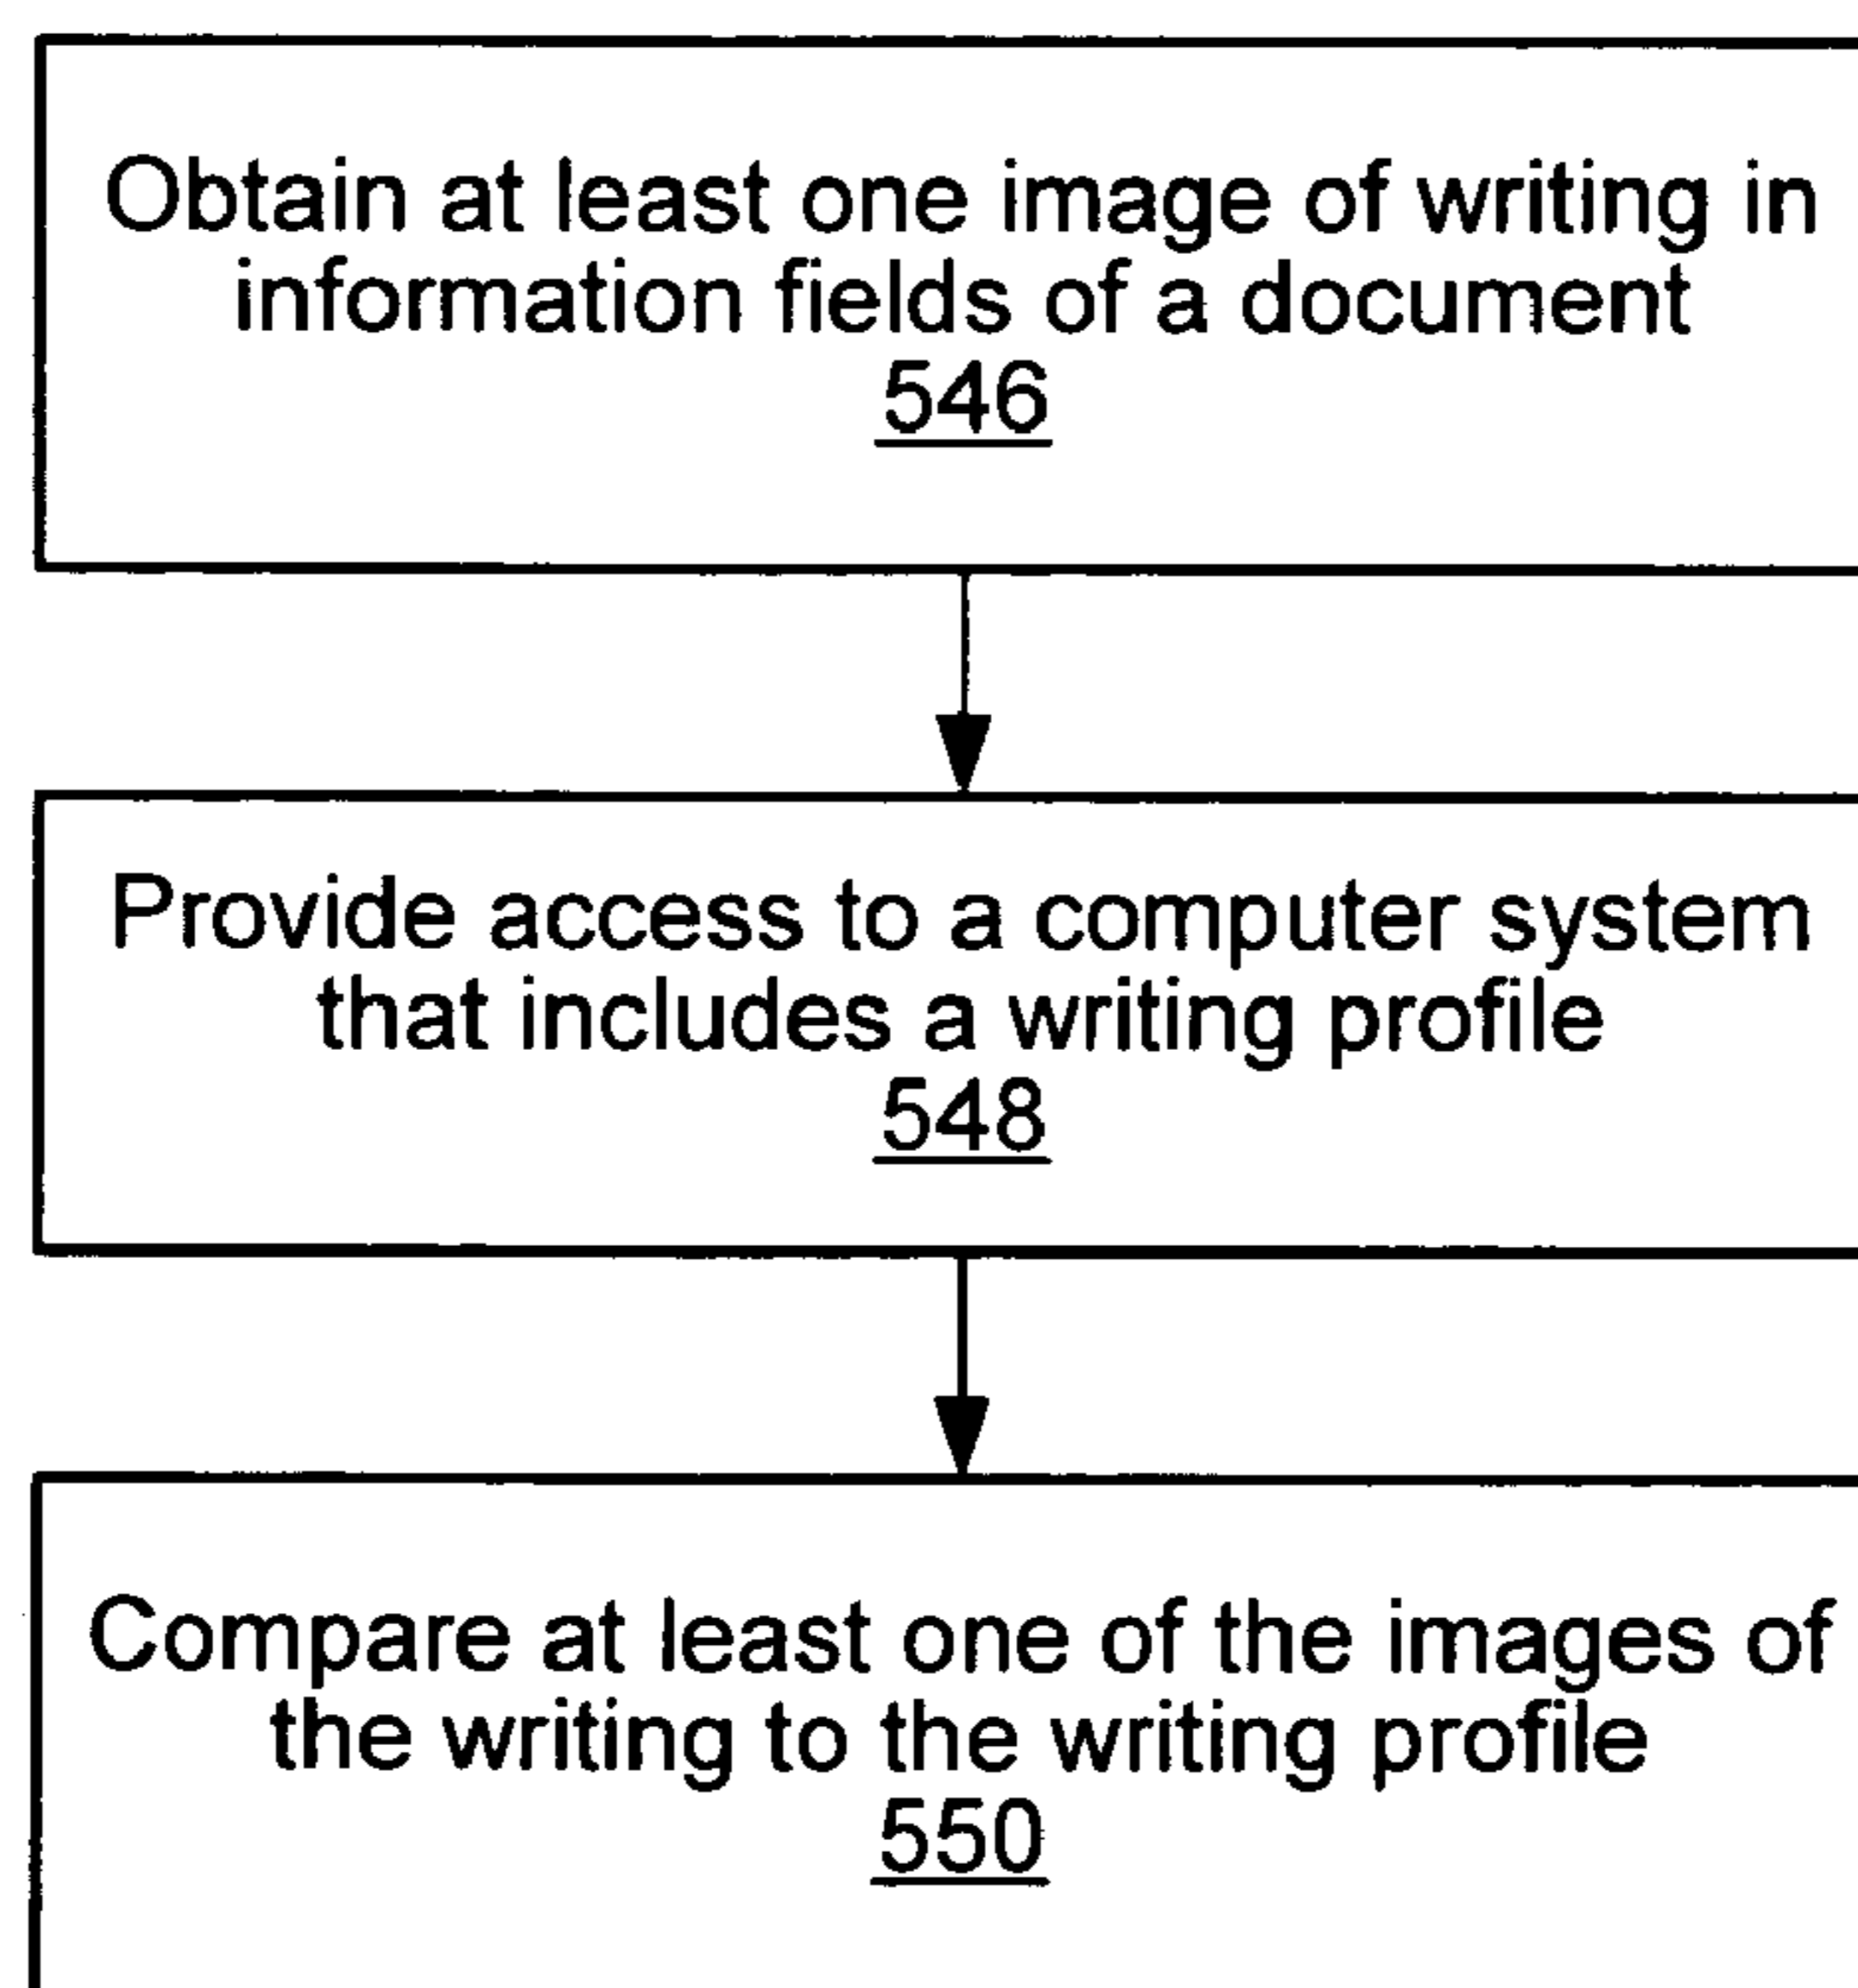 Obtain at least one image of writing in
information fields of a document
546
Provide access to a computer system
that includes a writing profile
548
Compare at least one of the images of
the writing to the writing profile
550